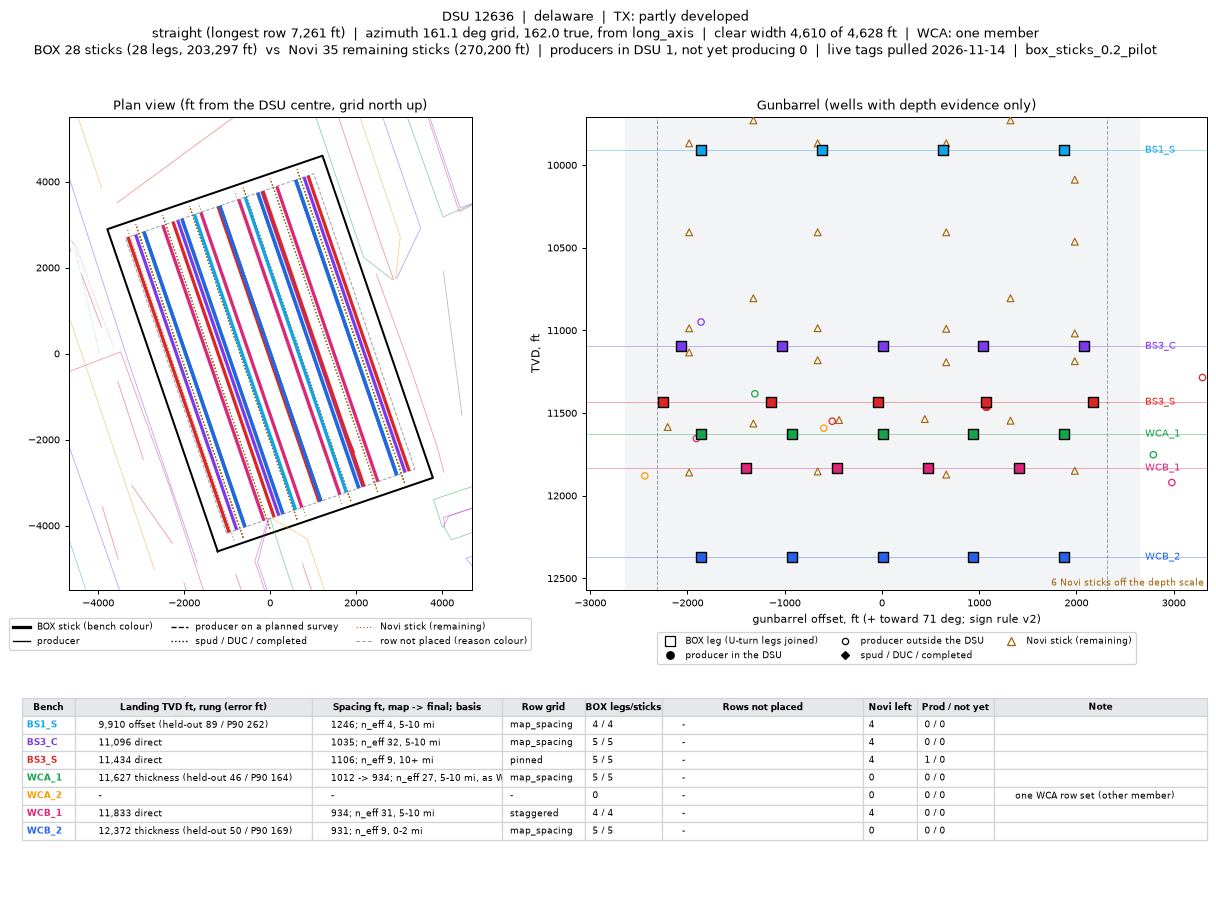 DSU 12636 | delaware | TX: partly developed
straight (longest row 7,261 ft) | azimuth 161.1 deg grid, 162.0 true, from long_axis | clear width 4,610 of 4,628 ft | WCA: one member
BOX 28 sticks (28 legs, 203,297 ft) vs Novi 35 remaining sticks (270,200 ft) | producers in DSU 1, not yet producing 0 | live tags pulled 2026-11-14 | box_sticks_0.2_pilot
Plan view (ft from the DSU centre, grid north up)
4000
2000
0
−2000
−4000
−4000 −2000 0 2000 4000
BOX stick (bench colour)
producer
producer on a planned survey
spud / DUC / completed
Novi stick (remaining)
row not placed (reason colour)
Gunbarrel (wells with depth evidence only)
TVD, ft
10000
10500
11000
11500
12000
12500
BS1_S
BS3_C
BS3_S
WCA_1
WCB_1
WCB_2
6 Novi sticks off the depth scale
−3000 −2000 −1000 0 1000 2000 3000
gunbarrel offset, ft (+ toward 71 deg; sign rule v2)
BOX leg (U-turn legs joined)
producer in the DSU
producer outside the DSU
spud / DUC / completed
Novi stick (remaining)
Bench Landing TVD ft, rung (error ft) Spacing ft, map -> final; basis Row grid BOX legs/sticks Rows not placed Novi left Prod / not yet Note
BS1_S 9,910 offset (held-out 89 / P90 262) 1246; n_eff 4, 5-10 mi map_spacing 4 / 4 - 4 0 / 0
BS3_C 11,096 direct 1035; n_eff 32, 5-10 mi map_spacing 5 / 5 - 4 0 / 0
BS3_S 11,434 direct 1106; n_eff 9, 10+ mi pinned 5 / 5 - 4 1 / 0
WCA_1 11,627 thickness (held-out 46 / P90 164) 1012 -> 934; n_eff 27, 5-10 mi, as map_spacing 5 / 5 - 0 0 / 0
WCA_2 - - - 0 - 0 0 / 0 one WCA row set (other member)
WCB_1 11,833 direct 934; n_eff 31, 5-10 mi staggered 4 / 4 - 4 0 / 0
WCB_2 12,372 thickness (held-out 50 / P90 169) 931; n_eff 9, 0-2 mi map_spacing 5 / 5 - 0 0 / 0